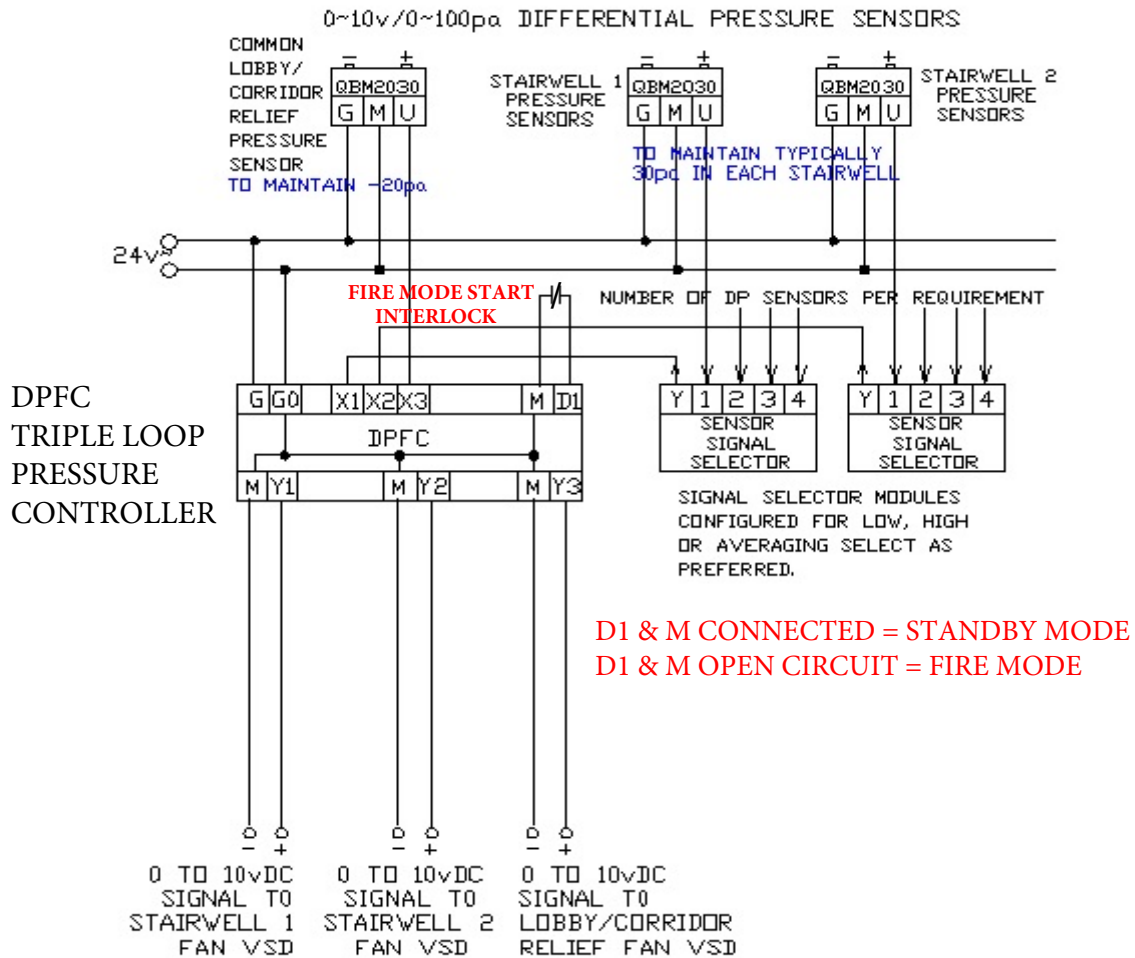 0~10v/0~100pa DIFFERENTIAL PRESSURE SENSORS
COMMON
LOBBY/
CORRIDOR
RELIEF
PRESSURE
SENSOR
TO MAINTAIN -20pa
- +
QBM2030
G M U
STAIRWELL 1
PRESSURE
SENSORS
- +
QBM2030
G M U
TO MAINTAIN TYPICALLY
30pa IN EACH STAIRWELL
- +
QBM2030
G M U
STAIRWELL 2
PRESSURE
SENSORS
24v~
FIRE MODE START
INTERLOCK
NUMBER OF DP SENSORS PER REQUIREMENT
DPFC
TRIPLE LOOP
PRESSURE
CONTROLLER
G G0 X1 X2 X3 M D1
DPFC
M Y1 M Y2 M Y3
Y 1 2 3 4
SENSOR
SIGNAL
SELECTOR
Y 1 2 3 4
SENSOR
SIGNAL
SELECTOR
SIGNAL SELECTOR MODULES
CONFIGURED FOR LOW, HIGH
OR AVERAGING SELECT AS
PREFERRED.
D1 & M CONNECTED = STANDBY MODE
D1 & M OPEN CIRCUIT = FIRE MODE
- +
0 TO 10vDC
SIGNAL TO
STAIRWELL 1
FAN VSD
- +
0 TO 10vDC
SIGNAL TO
STAIRWELL 2
FAN VSD
- +
0 TO 10vDC
SIGNAL TO
LOBBY/CORRIDOR
RELIEF FAN VSD